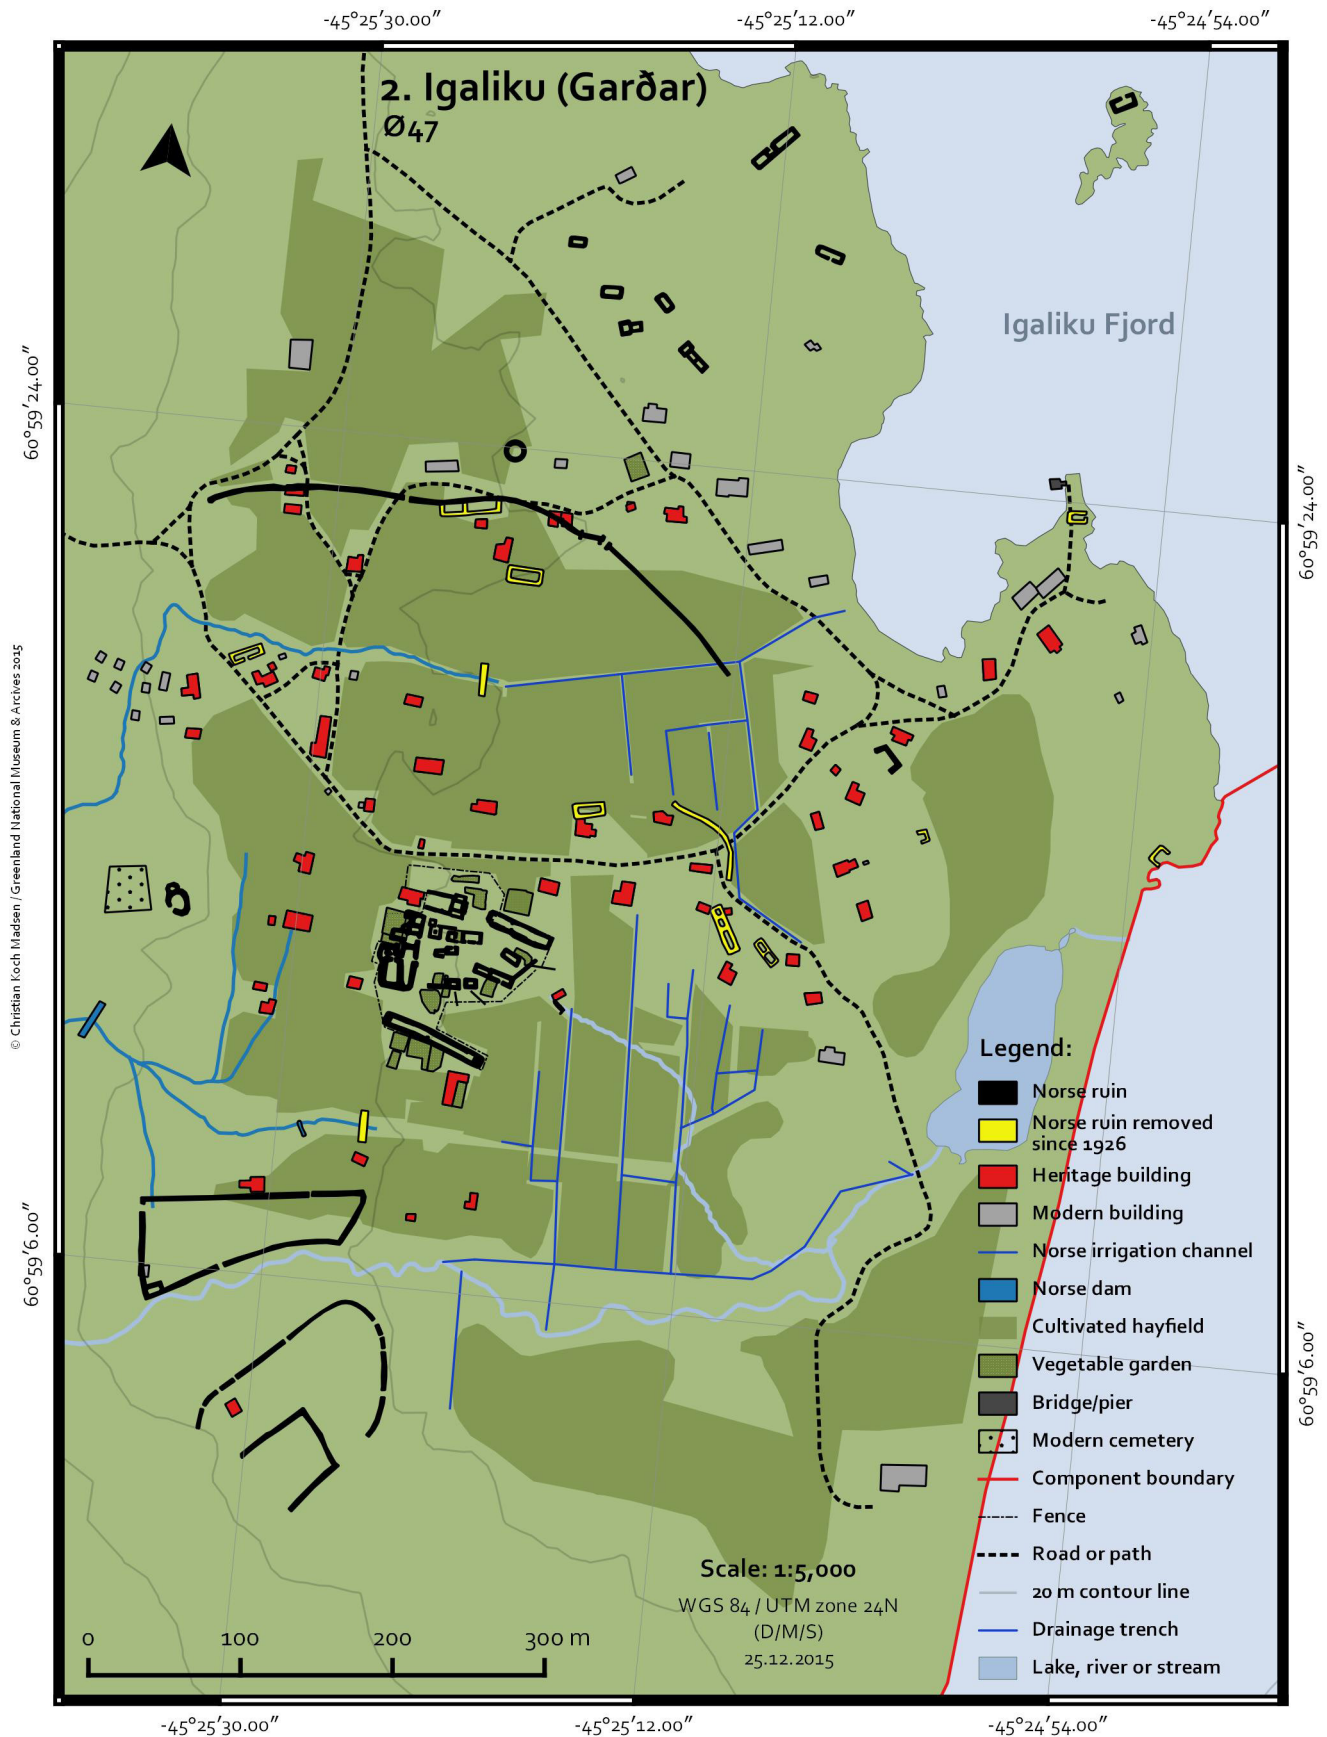 -45°25′30.00″
-45°25′12.00″
-45°24′54.00″
2. Igaliku (Garðar)
Ø47
Igaliku Fjord
60°59′24.00″
60°59′24.00″
© Christian Koch Madsen / Greenland National Museum & Arcives 2015
Legend:
Norse ruin
Norse ruin removed
since 1926
Heritage building
Modern building
Norse irrigation channel
Norse dam
Cultivated hayfield
Vegetable garden
Bridge/pier
Modern cemetery
Component boundary
Fence
Road or path
20 m contour line
Drainage trench
Lake, river or stream
60°59′6.00″
60°59′6.00″
Scale: 1:5,000
WGS 84 / UTM zone 24N
(D/M/S)
25.12.2015
0 100 200 300 m
-45°25′30.00″
-45°25′12.00″
-45°24′54.00″